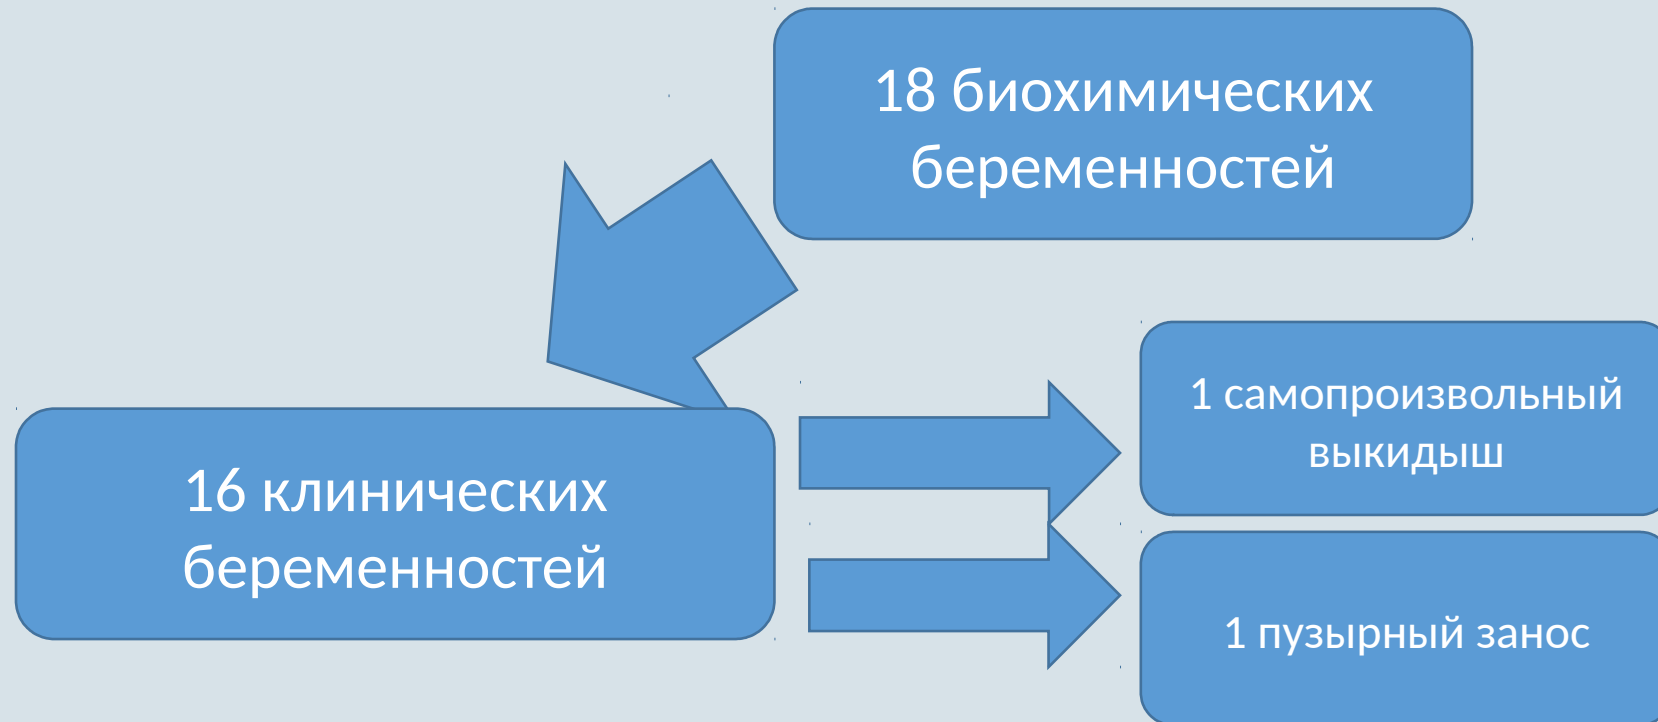 18 биохимических
беременностей
16 клинических
беременностей
1 самопроизвольный
выкидыш
1 пузырный занос